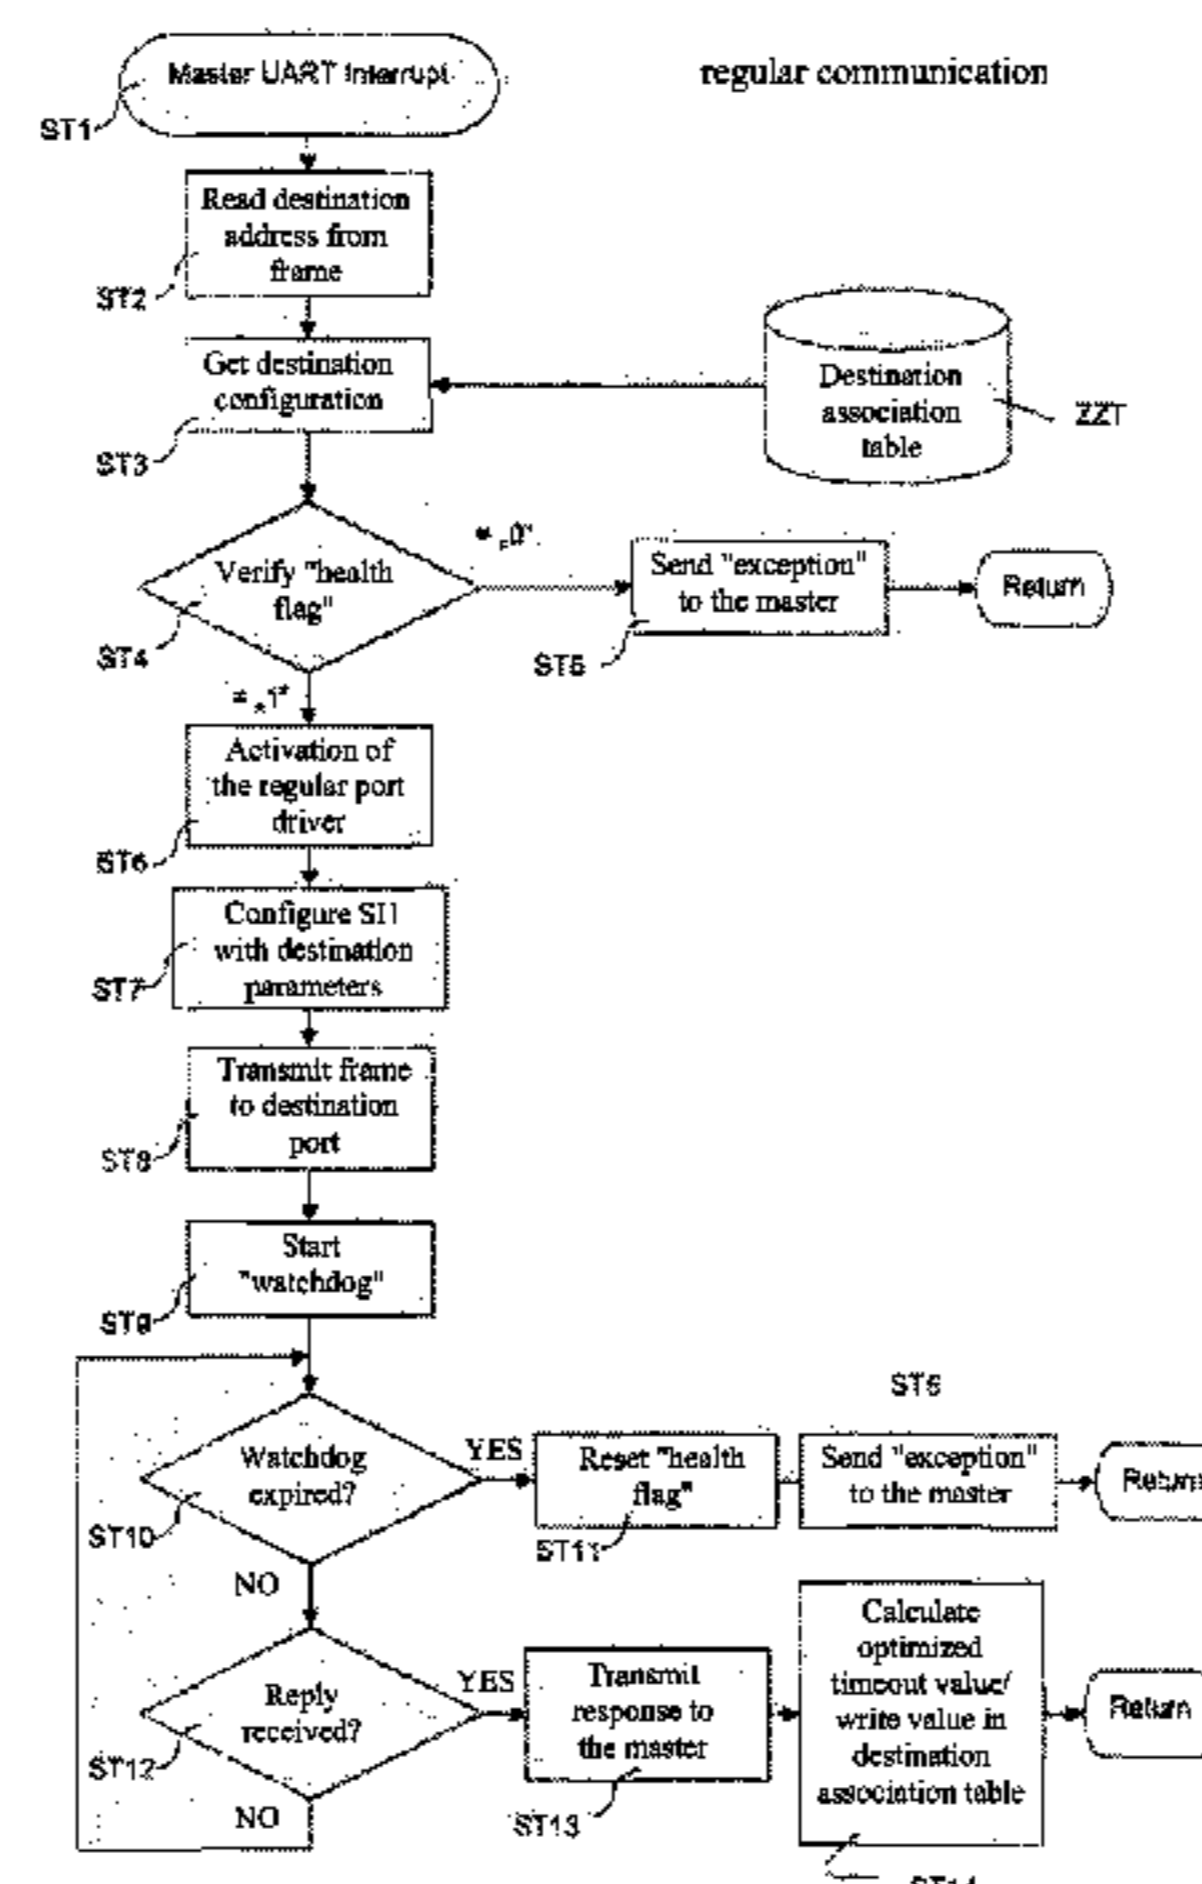 Master UART Interrupt
regular communication
ST1
Read destination
address from
frame
ST2
Get destination
configuration
ST3
Destination
association
table
ZZT
Verify "health
flag"
ST4
= „0"
Send "exception"
to the master
ST5
Return
= „1"
Activation of
the regular port
driver
ST6
Configure SI1
with destination
parameters
ST7
Transmit frame
to destination
port
ST8
Start
"watchdog"
ST9
Watchdog
expired?
ST10
YES
Reset "health
flag"
ST11
ST5
Send "exception"
to the master
Return
NO
Reply
received?
ST12
YES
Transmit
response to
the master
ST13
Calculate
optimized
timeout value/
write value in
destination
association table
Return
NO
ST14